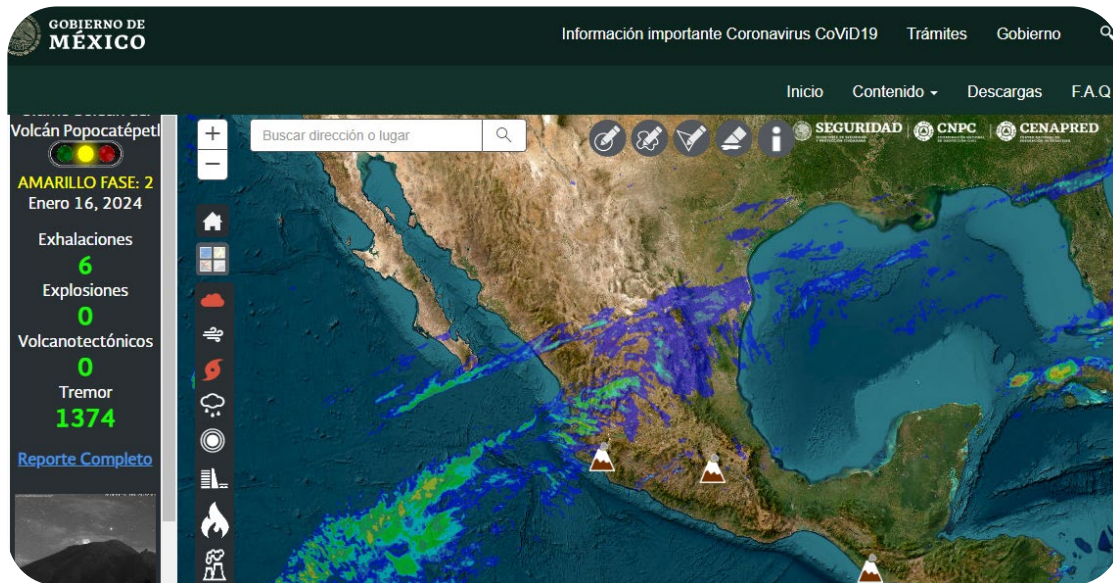 GOBIERNO DE
MÉXICO
Información importante Coronavirus CoViD19 Trámites Gobierno
Inicio Contenido Descargas F.A.Q
Volcán Popocatépetl
AMARILLO FASE: 2
Enero 16, 2024
Exhalaciones
6
Explosiones
0
Volcanotectónicos
0
Tremor
1374
Reporte Completo
+
−
Buscar dirección o lugar
SEGURIDAD CNPC CENAPRED